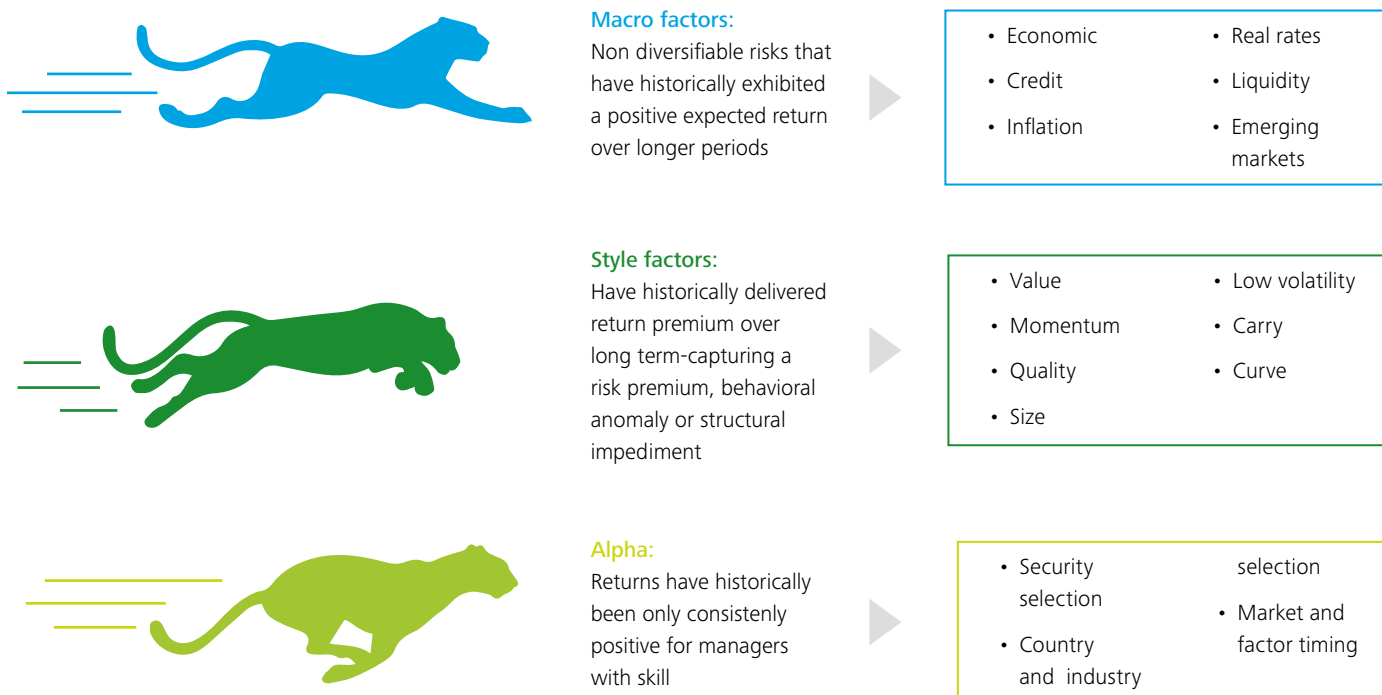 Macro factors:
Non diversifiable risks that
have historically exhibited
a positive expected return
over longer periods
• Economic
• Credit
• Inflation
• Real rates
• Liquidity
• Emerging
markets
Style factors:
Have historically delivered
return premium over
long term-capturing a
risk premium, behavioral
anomaly or structural
impediment
• Value
• Momentum
• Quality
• Size
• Low volatility
• Carry
• Curve
Alpha:
Returns have historically
been only consistenly
positive for managers
with skill
• Security
selection
• Country
and industry
selection
• Market and
factor timing